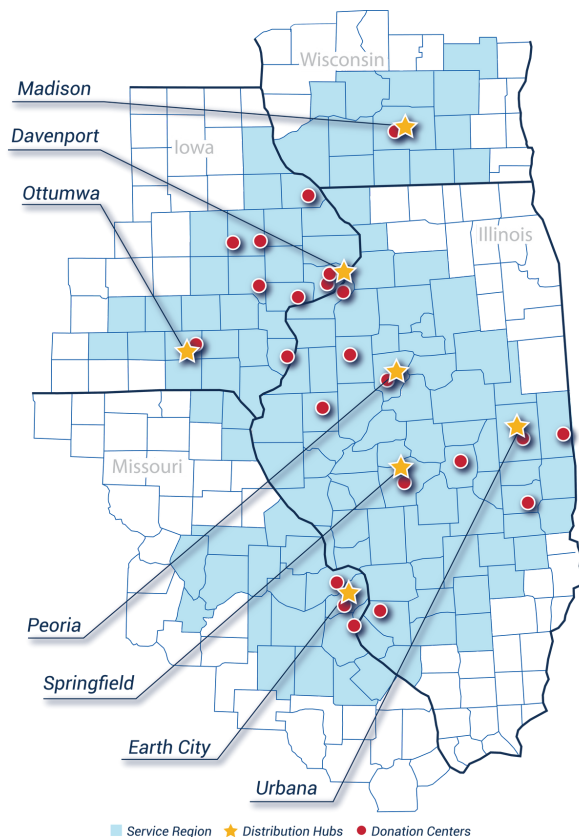 Wisconsin
Madison
Davenport
Iowa
Ottumwa
Illinois
Missouri
Peoria
Springfield
Earth City
Urbana
Service Region Distribution Hubs Donation Centers